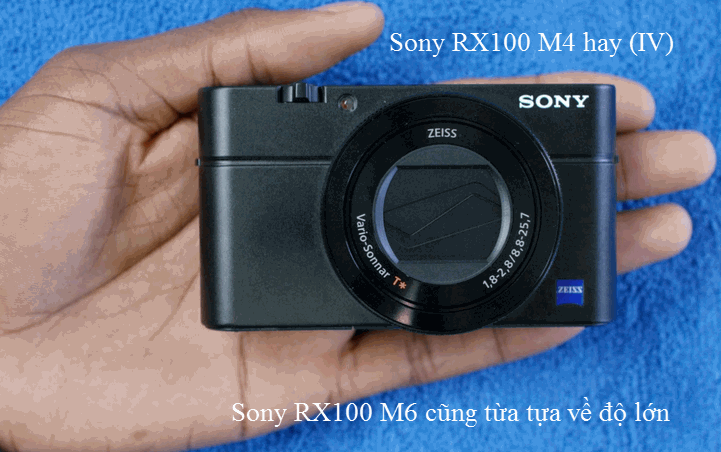 Sony RX100 M4 hay (IV)
SONY
ZEISS
Vario-Sonnar T*
1,8-2,8/8,8-25,7
ZEISS
Sony RX100 M6 cũng từa tựa về độ lớn